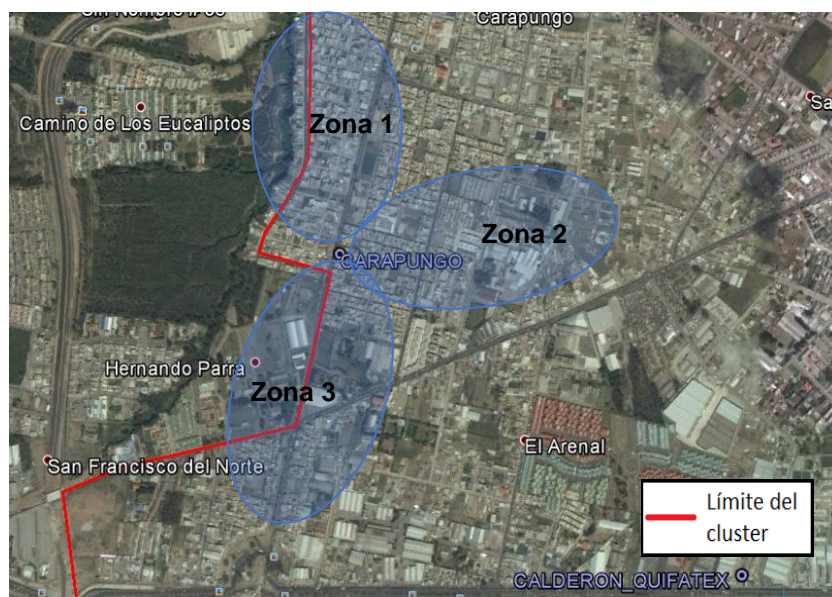 Carapungo
Camino de Los Eucaliptos
Zona 1
Zona 2
CARAPUNGO
Hernando Parra
Zona 3
San Francisco del Norte
El Arenal
Límite del
cluster
CALDERON_QUIFATEX